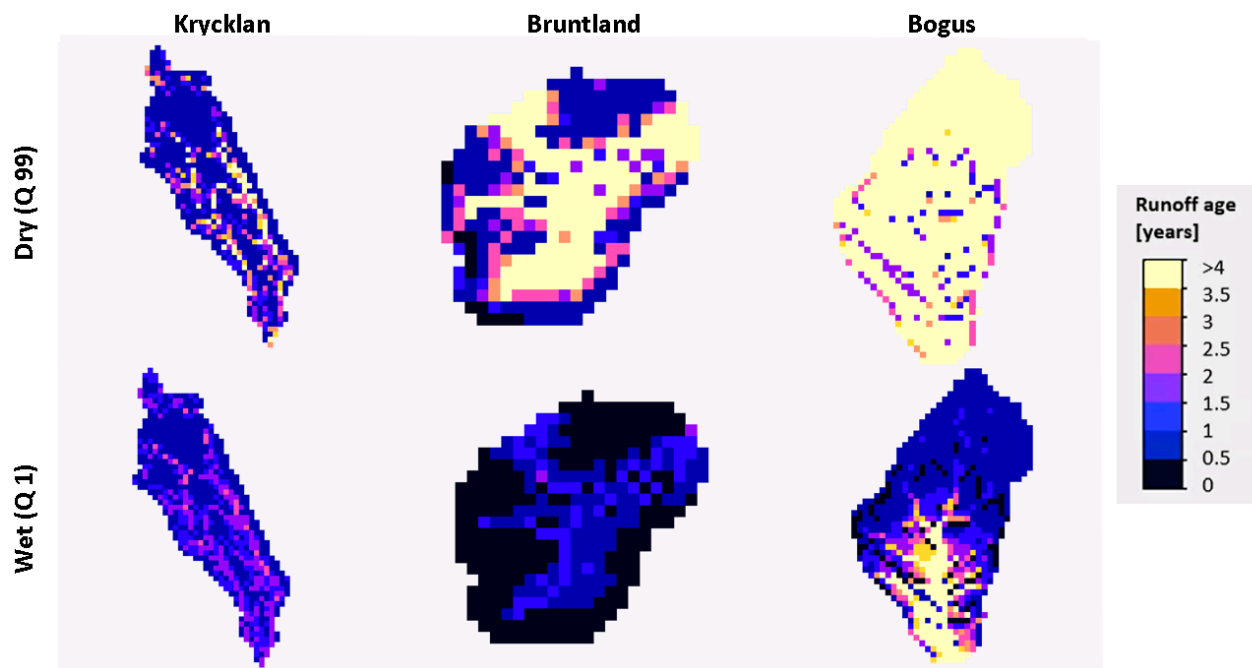 Krycklan
Bruntland
Bogus
Dry (Q 99)
Wet (Q 1)
Runoff age
[years]
>4
3.5
3
2.5
2
1.5
1
0.5
0